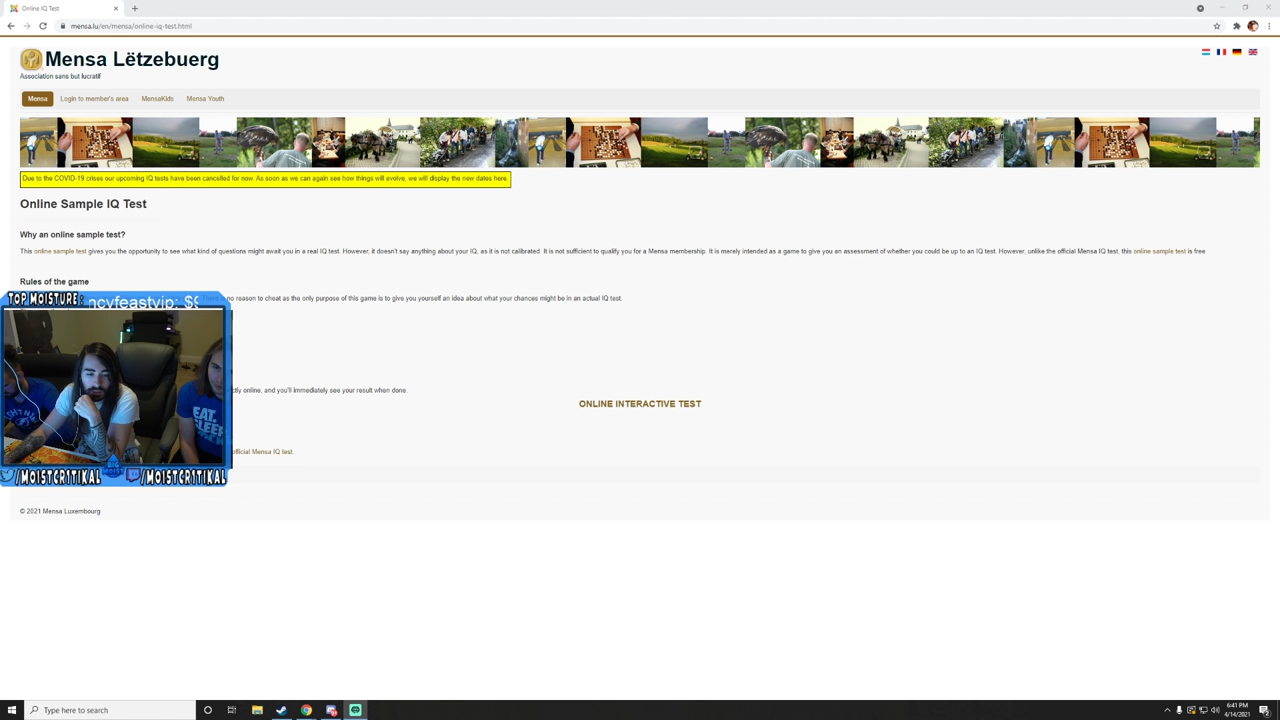 Online IQ Test
mensa.lu/en/mensa/online-iq-test.html
Mensa Lëtzebuerg
Association sans but lucratif
Mensa Login to member's area MensaKids Mensa Youth
Due to the COVID-19 crises our upcoming IQ tests have been cancelled for now. As soon as we can again see how things will evolve, we will display the new dates here.
Online Sample IQ Test
Why an online sample test?
This online sample test gives you the opportunity to see what kind of questions might await you in a real IQ test. However, it doesn't say anything about your IQ, as it is not calibrated. It is not sufficient to qualify you for a Mensa membership. It is merely intended as a game to give you an assessment of whether you could be up to an IQ test. However, unlike the official Mensa IQ test, this online sample test is free
Rules of the game
no reason to cheat as the only purpose of this game is to give you yourself an idea about what your chances might be in an actual IQ test.
TOP MOISTURE: ncyfeastvip: $9
online, and you'll immediately see your result when done.
ONLINE INTERACTIVE TEST
EAT.
SLEEP
official Mensa IQ test.
BIG
MOIST
/MOISTCR1TIKAL /MOISTCR1TIKAL
© 2021 Mensa Luxembourg
Type here to search
6:41 PM
4/14/2021